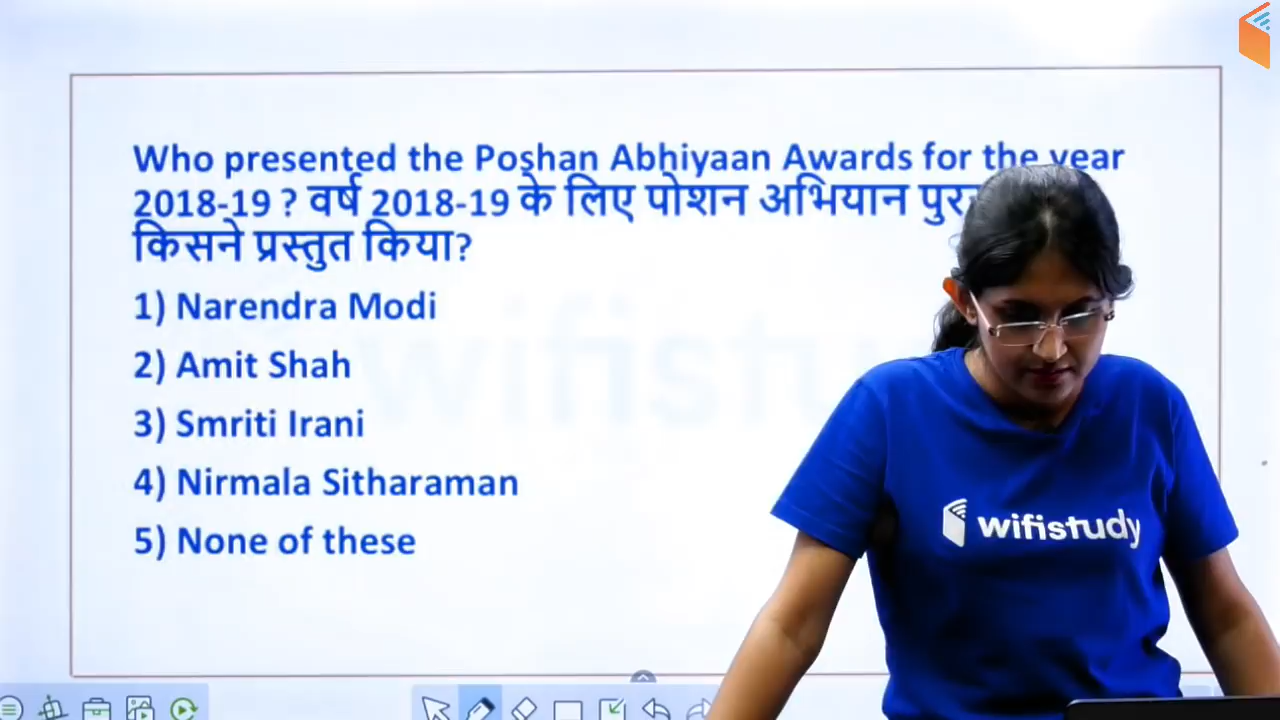 Who presented the Poshan Abhiyaan Awards for the year
2018-19 ? वर्ष 2018-19 के लिए पोशन अभियान
किसने प्रस्तुत किया?
1) Narendra Modi
2) Amit Shah
3) Smriti Irani
4) Nirmala Sitharaman
5) None of these
wifistudy
wifistudy